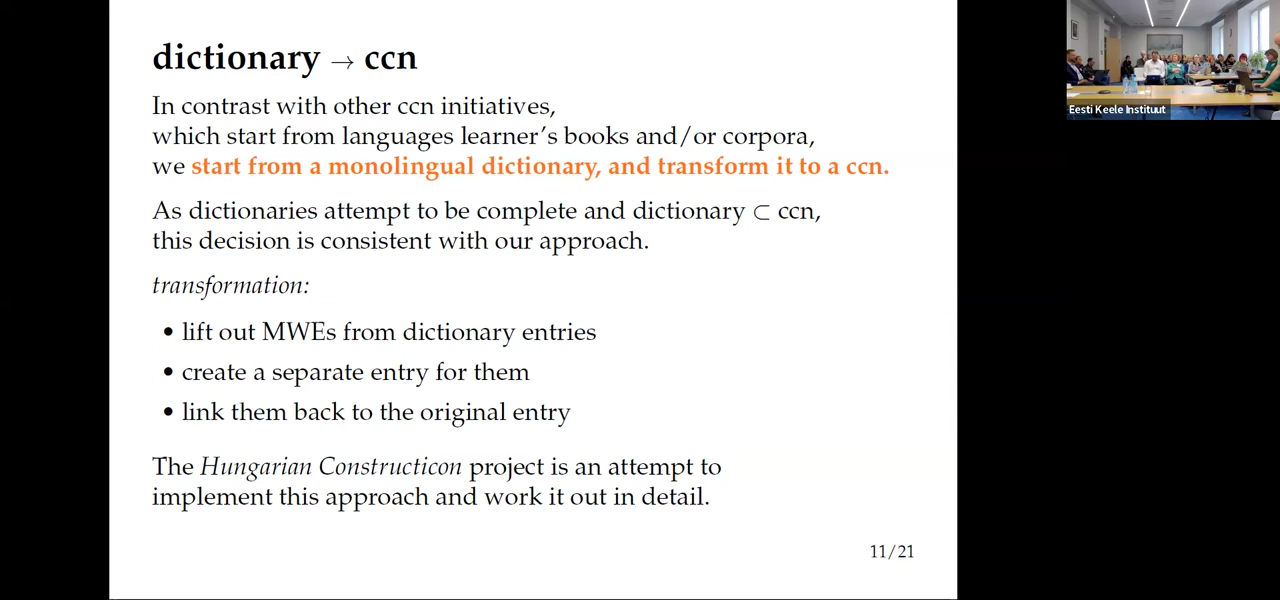 dictionary → ccn
In contrast with other ccn initiatives,
which start from languages learner's books and/or corpora,
we start from a monolingual dictionary, and transform it to a ccn.
As dictionaries attempt to be complete and dictionary ⊂ ccn,
this decision is consistent with our approach.
transformation:
• lift out MWEs from dictionary entries
• create a separate entry for them
• link them back to the original entry
The Hungarian Constructicon project is an attempt to
implement this approach and work it out in detail.
11/21
Eesti Keele Instituut